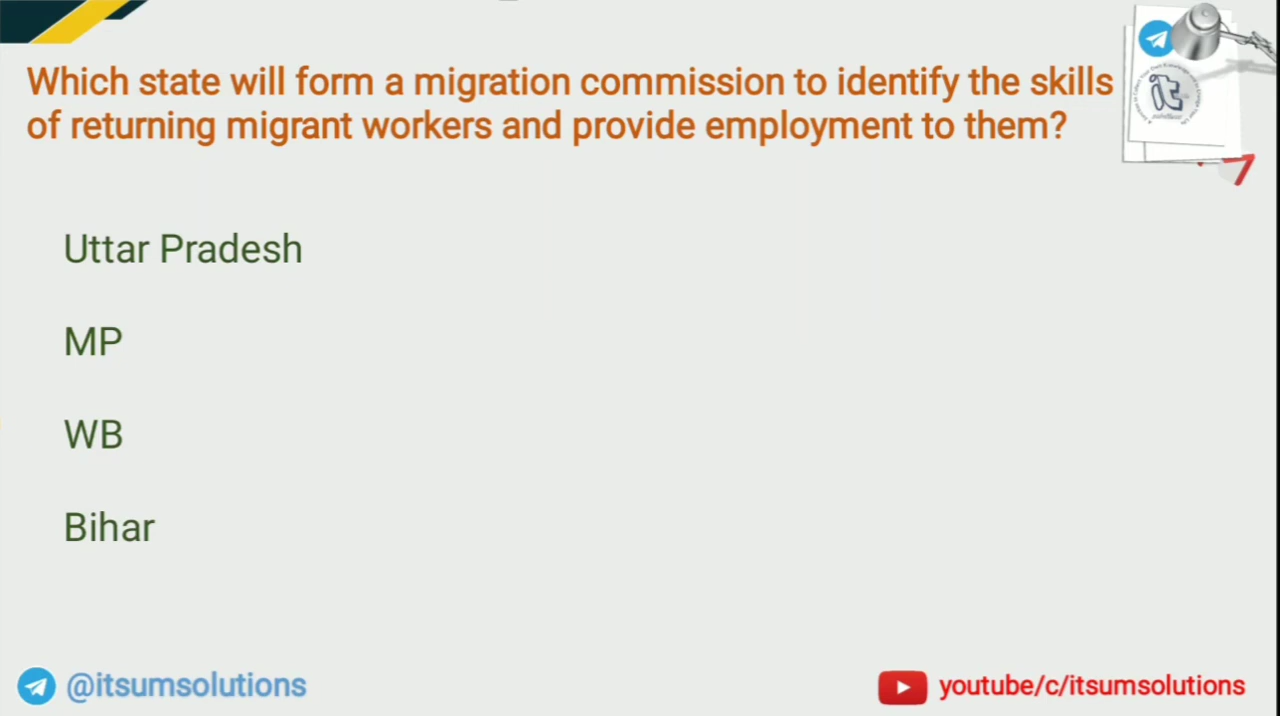 Which state will form a migration commission to identify the skills
of returning migrant workers and provide employment to them?
Uttar Pradesh
MP
WB
Bihar
@itsumsolutions
youtube/c/itsumsolutions